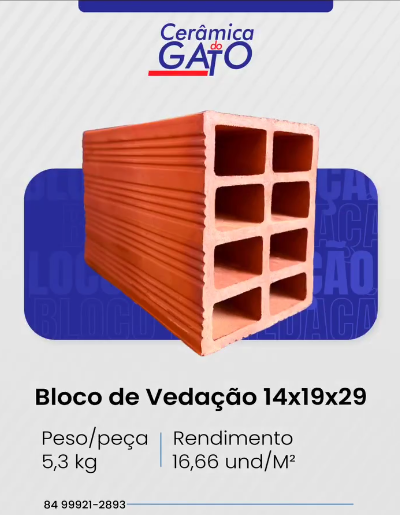 Cerâmica
do
GATO
Bloco de Vedação 14x19x29
Peso/peça
5,3 kg
Rendimento
16,66 und/M²
84 99921-2893